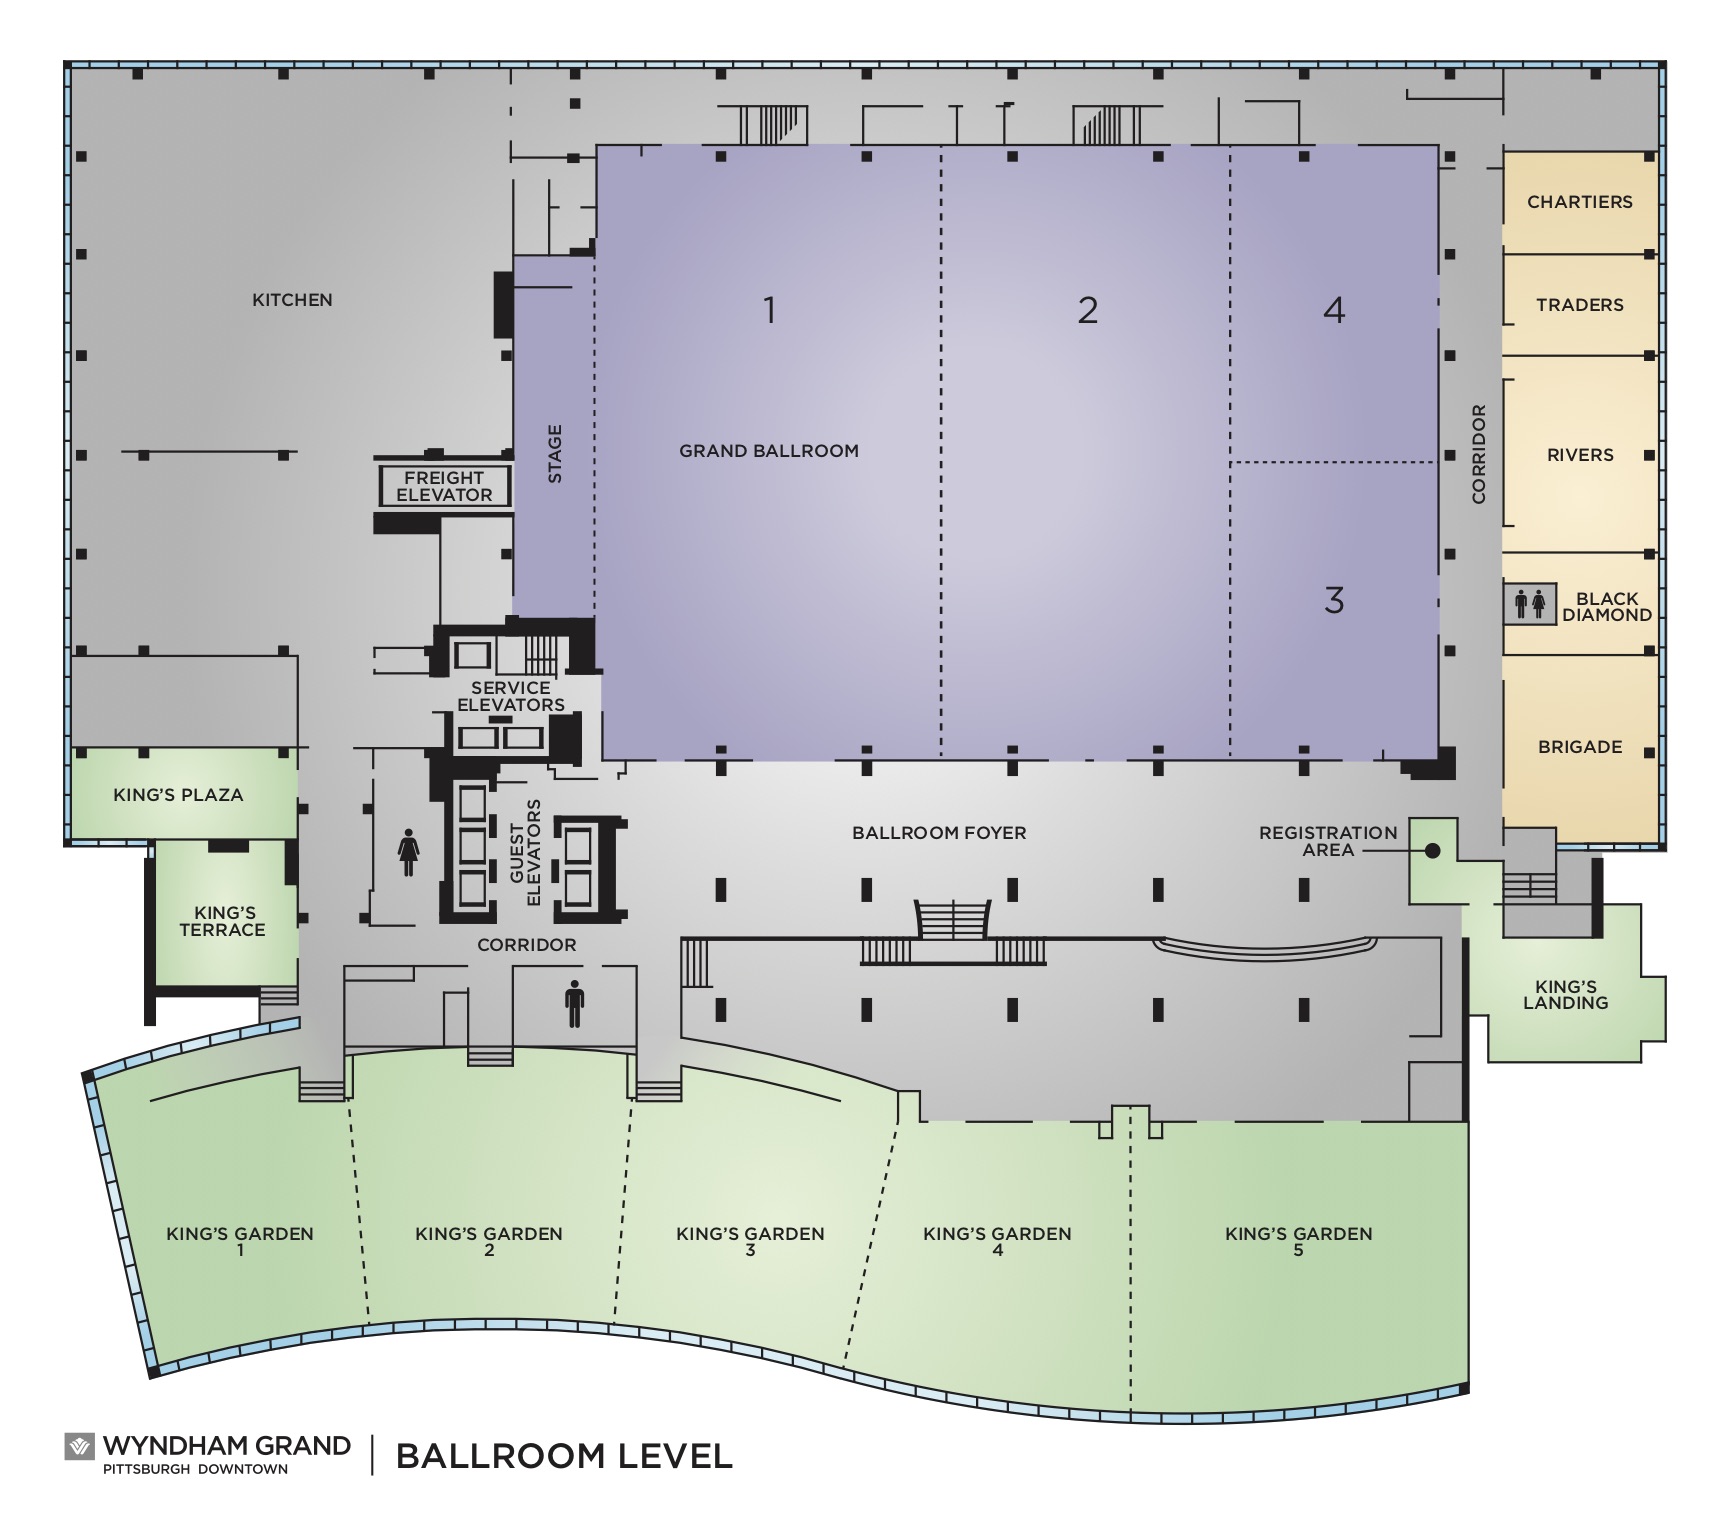 CHARTIERS
KITCHEN
1
2
4
TRADERS
STAGE
GRAND BALLROOM
CORRIDOR
RIVERS
FREIGHT
ELEVATOR
3
BLACK
DIAMOND
SERVICE
ELEVATORS
BRIGADE
KING'S PLAZA
GUEST
ELEVATORS
BALLROOM FOYER
REGISTRATION
AREA
KING'S
TERRACE
CORRIDOR
KING'S
LANDING
KING'S GARDEN
1
KING'S GARDEN
2
KING'S GARDEN
3
KING'S GARDEN
4
KING'S GARDEN
5
WYNDHAM GRAND
PITTSBURGH DOWNTOWN
BALLROOM LEVEL